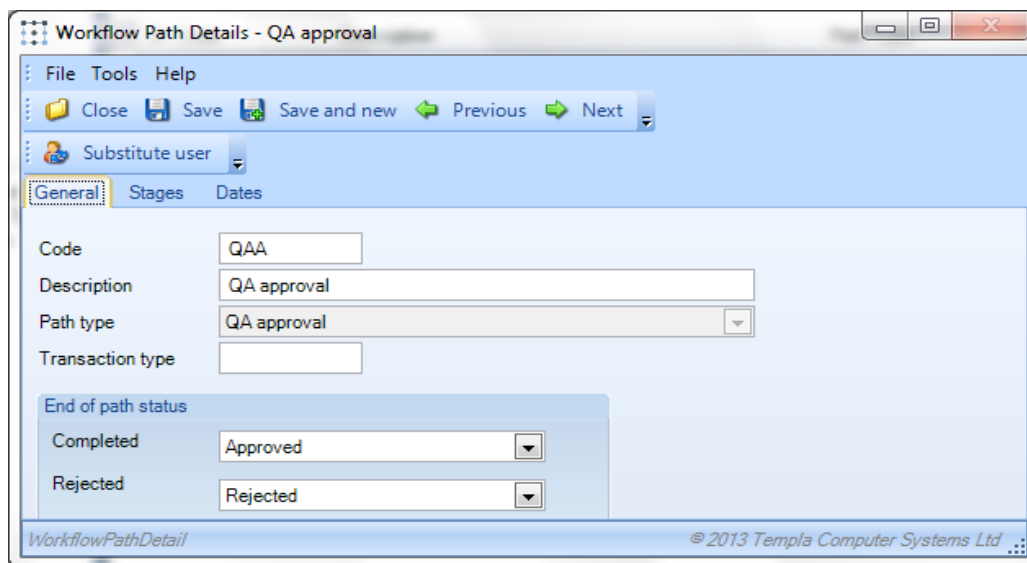 Workflow Path Details - QA approval
File Tools Help
Close Save Save and new Previous Next
Substitute user
General Stages Dates
Code QAA
Description QA approval
Path type QA approval
Transaction type
End of path status
Completed Approved
Rejected Rejected
WorkflowPathDetail © 2013 Templa Computer Systems Ltd